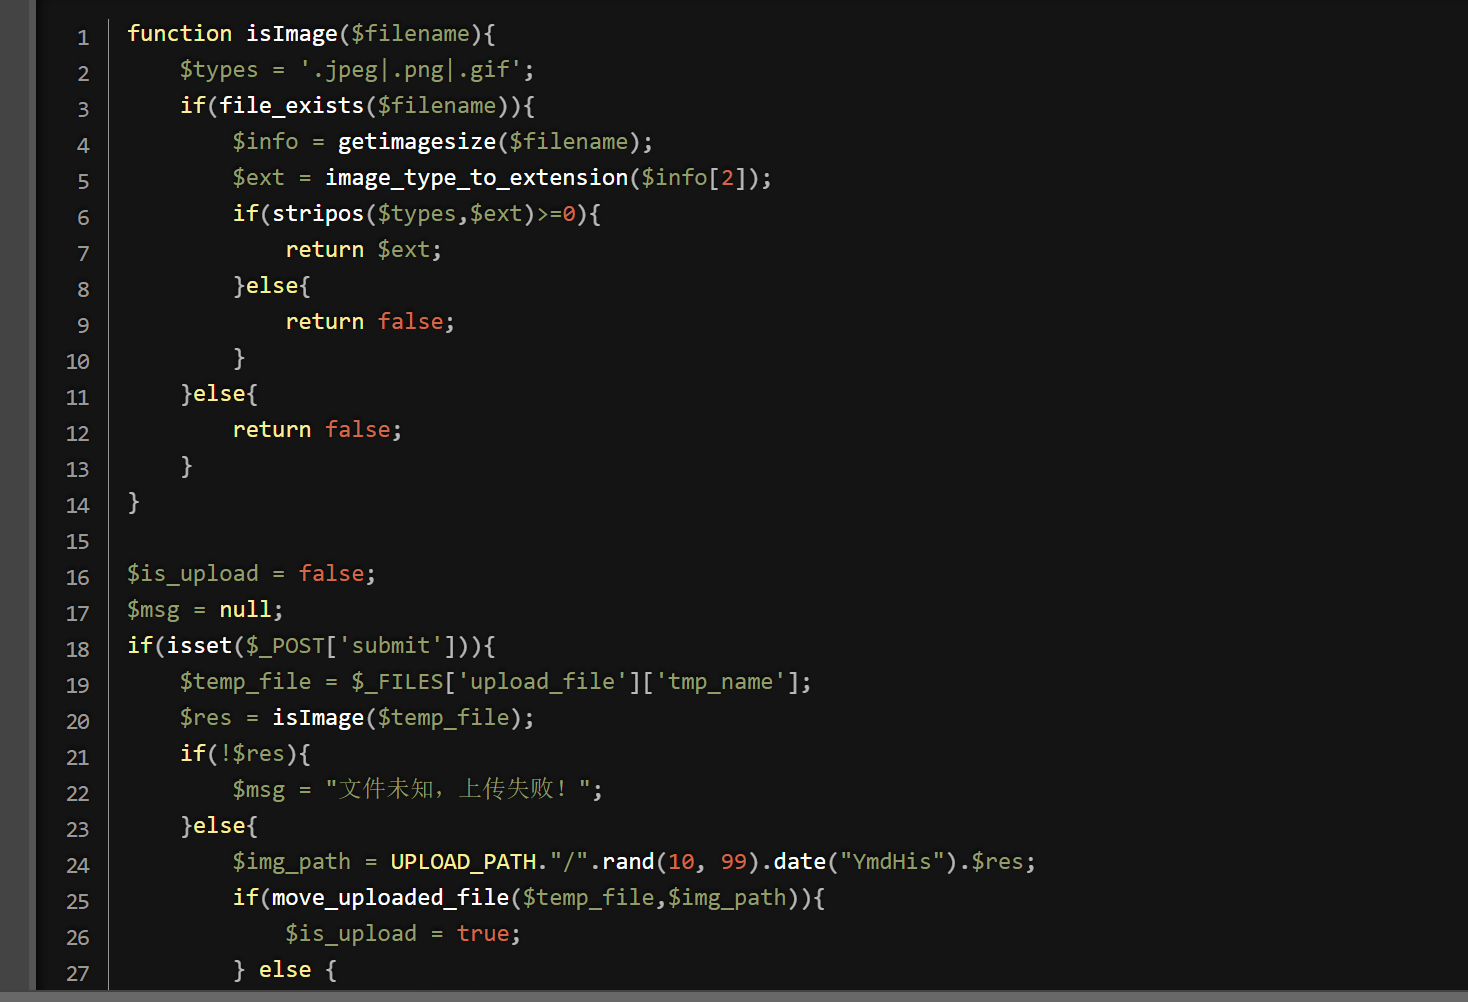 1 function isImage($filename){
2 $types = '.jpeg|.png|.gif';
3 if(file_exists($filename)){
4 $info = getimagesize($filename);
5 $ext = image_type_to_extension($info[2]);
6 if(stripos($types,$ext)>=0){
7 return $ext;
8 }else{
9 return false;
10 }
11 }else{
12 return false;
13 }
14 }
15
16 $is_upload = false;
17 $msg = null;
18 if(isset($_POST['submit'])){
19 $temp_file = $_FILES['upload_file']['tmp_name'];
20 $res = isImage($temp_file);
21 if(!$res){
22 $msg = "文件未知，上传失败！";
23 }else{
24 $img_path = UPLOAD_PATH."/".rand(10, 99).date("YmdHis").$res;
25 if(move_uploaded_file($temp_file,$img_path)){
26 $is_upload = true;
27 } else {